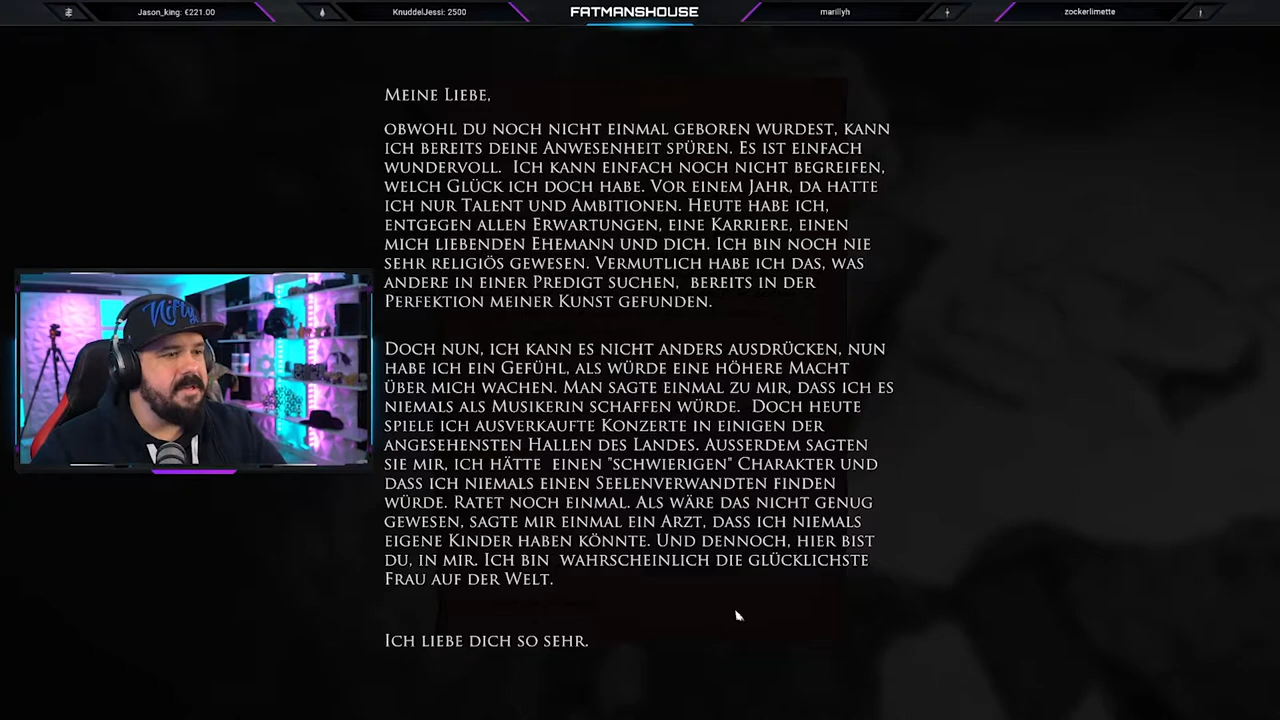 Jason_king: €221.00
KnuddelJessi: 2500
FATMANSHOUSE
marillyh
zockerlimette
MEINE LIEBE,
OBWOHL DU NOCH NICHT EINMAL GEBOREN WURDEST, KANN
ICH BEREITS DEINE ANWESENHEIT SPÜREN. ES IST EINFACH
WUNDERVOLL. ICH KANN EINFACH NOCH NICHT BEGREIFEN,
WELCH GLÜCK ICH DOCH HABE. VOR EINEM JAHR, DA HATTE
ICH NUR TALENT UND AMBITIONEN. HEUTE HABE ICH,
ENTGEGEN ALLEN ERWARTUNGEN, EINE KARRIERE, EINEN
MICH LIEBENDEN EHEMANN UND DICH. ICH BIN NOCH NIE
SEHR RELIGIÖS GEWESEN. VERMUTLICH HABE ICH DAS, WAS
ANDERE IN EINER PREDIGT SUCHEN, BEREITS IN DER
PERFEKTION MEINER KUNST GEFUNDEN.
DOCH NUN, ICH KANN ES NICHT ANDERS AUSDRÜCKEN, NUN
HABE ICH EIN GEFÜHL, ALS WÜRDE EINE HÖHERE MACHT
ÜBER MICH WACHEN. MAN SAGTE EINMAL ZU MIR, DASS ICH ES
NIEMALS ALS MUSIKERIN SCHAFFEN WÜRDE. DOCH HEUTE
SPIELE ICH AUSVERKAUFTE KONZERTE IN EINIGEN DER
ANGESEHENSTEN HALLEN DES LANDES. AUSSERDEM SAGTEN
SIE MIR, ICH HÄTTE EINEN "SCHWIERIGEN" CHARAKTER UND
DASS ICH NIEMALS EINEN SEELENVERWANDTEN FINDEN
WÜRDE. RATET NOCH EINMAL. ALS WÄRE DAS NICHT GENUG
GEWESEN, SAGTE MIR EINMAL EIN ARZT, DASS ICH NIEMALS
EIGENE KINDER HABEN KÖNNTE. UND DENNOCH, HIER BIST
DU, IN MIR. ICH BIN WAHRSCHEINLICH DIE GLÜCKLICHSTE
FRAU AUF DER WELT.
ICH LIEBE DICH SO SEHR.